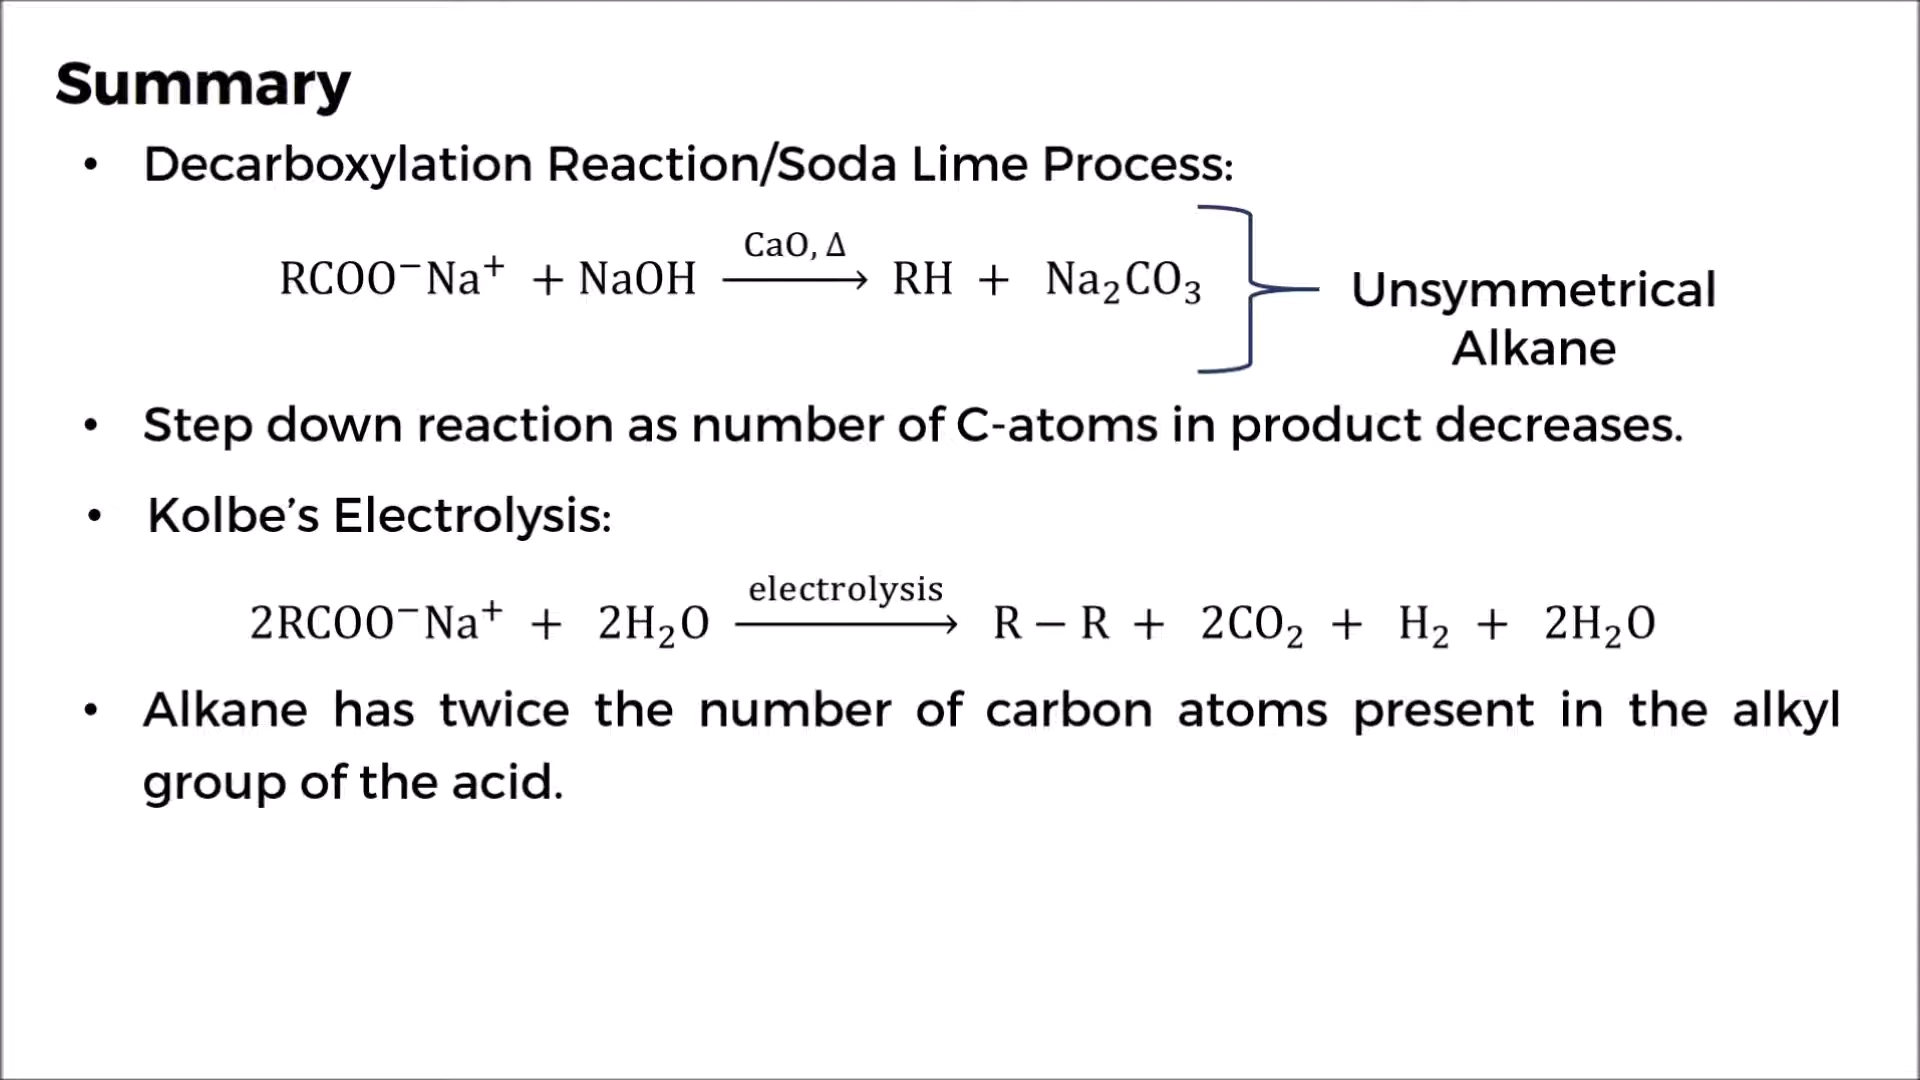 Summary
• Decarboxylation Reaction/Soda Lime Process:
RCOO⁻Na⁺ + NaOH CaO, Δ → RH + Na₂CO₃
Unsymmetrical
Alkane
• Step down reaction as number of C-atoms in product decreases.
• Kolbe’s Electrolysis:
2RCOO⁻Na⁺ + 2H₂O electrolysis → R – R + 2CO₂ + H₂ + 2H₂O
• Alkane has twice the number of carbon atoms present in the alkyl
group of the acid.